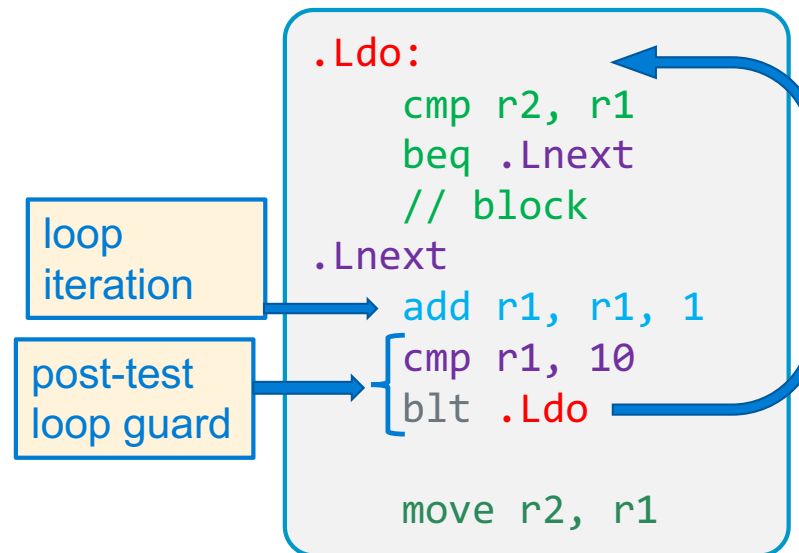 .Ldo:
cmp r2, r1
beq .Lnext
// block
.Lnext
loop
iteration
add r1, r1, 1
post-test
loop guard
cmp r1, 10
blt .Ldo
move r2, r1